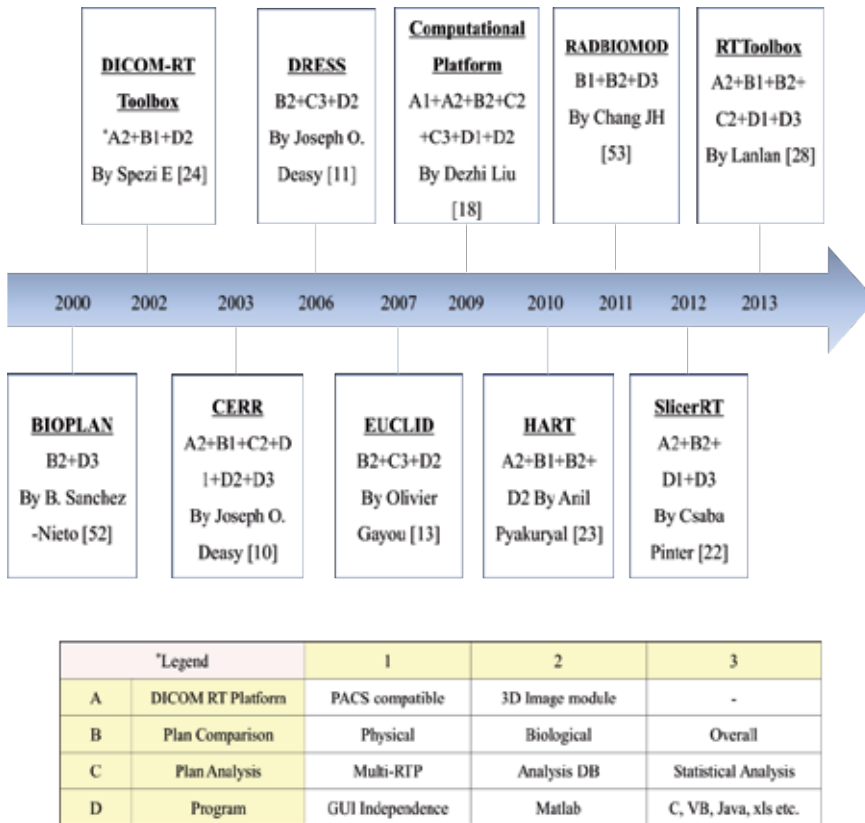 DICOM-RT
Toolbox
*A2+B1+D2
By Spezi E [24]
DRESS
B2+C3+D2
By Joseph O.
Deasy [11]
Computational
Platform
A1+A2+B2+C2
+C3+D1+D2
By Dezhi Liu
[18]
RADBIOMOD
B1+B2+D3
By Chang JH
[53]
RTToolbox
A2+B1+B2+
C2+D1+D3
By Lanlan [28]
2000 2002 2003 2006 2007 2009 2010 2011 2012 2013
BIOPLAN
B2+D3
By B. Sanchez
-Nieto [52]
CERR
A2+B1+C2+D
1+D2+D3
By Joseph O.
Deasy [10]
EUCLID
B2+C3+D2
By Olivier
Gayou [13]
HART
A2+B1+B2+
D2 By Anil
Pyakuryal [23]
SlicerRT
A2+B2+
D1+D3
By Csaba
Pinter [22]
*Legend 1 2 3
A DICOM RT Platform PACS compatible 3D Image module -
B Plan Comparison Physical Biological Overall
C Plan Analysis Multi-RTP Analysis DB Statistical Analysis
D Program GUI Independence Matlab C, VB, Java, xls etc.